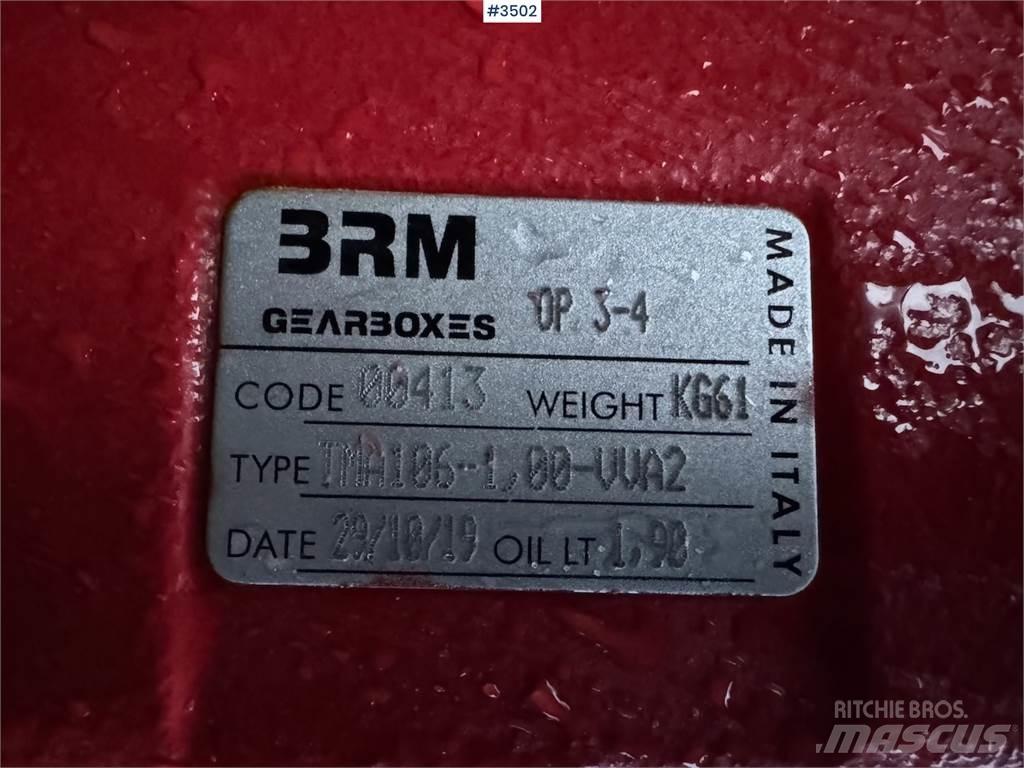 #3502
BRM
GEARBOXES OP. 3-4
CODE 00413 WEIGHT KG61
TYPE TMA106-1,00-VVA2
DATE 29/10/19 OIL LT 1,90
MADE IN ITALY
RITCHIE BROS.
MASCUS